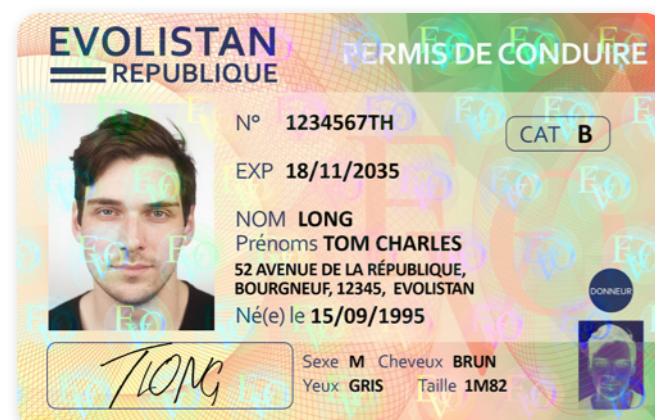 EVOLISTAN
REPUBLIQUE
PERMIS DE CONDUIRE
N° 1234567TH
CAT B
EXP 18/11/2035
NOM LONG
Prénoms TOM CHARLES
52 AVENUE DE LA RÉPUBLIQUE,
BOURGNEUF, 12345, EVOLISTAN
DONNEUR
Né(e) le 15/09/1995
TLONG
Sexe M Cheveux BRUN
Yeux GRIS Taille 1M82